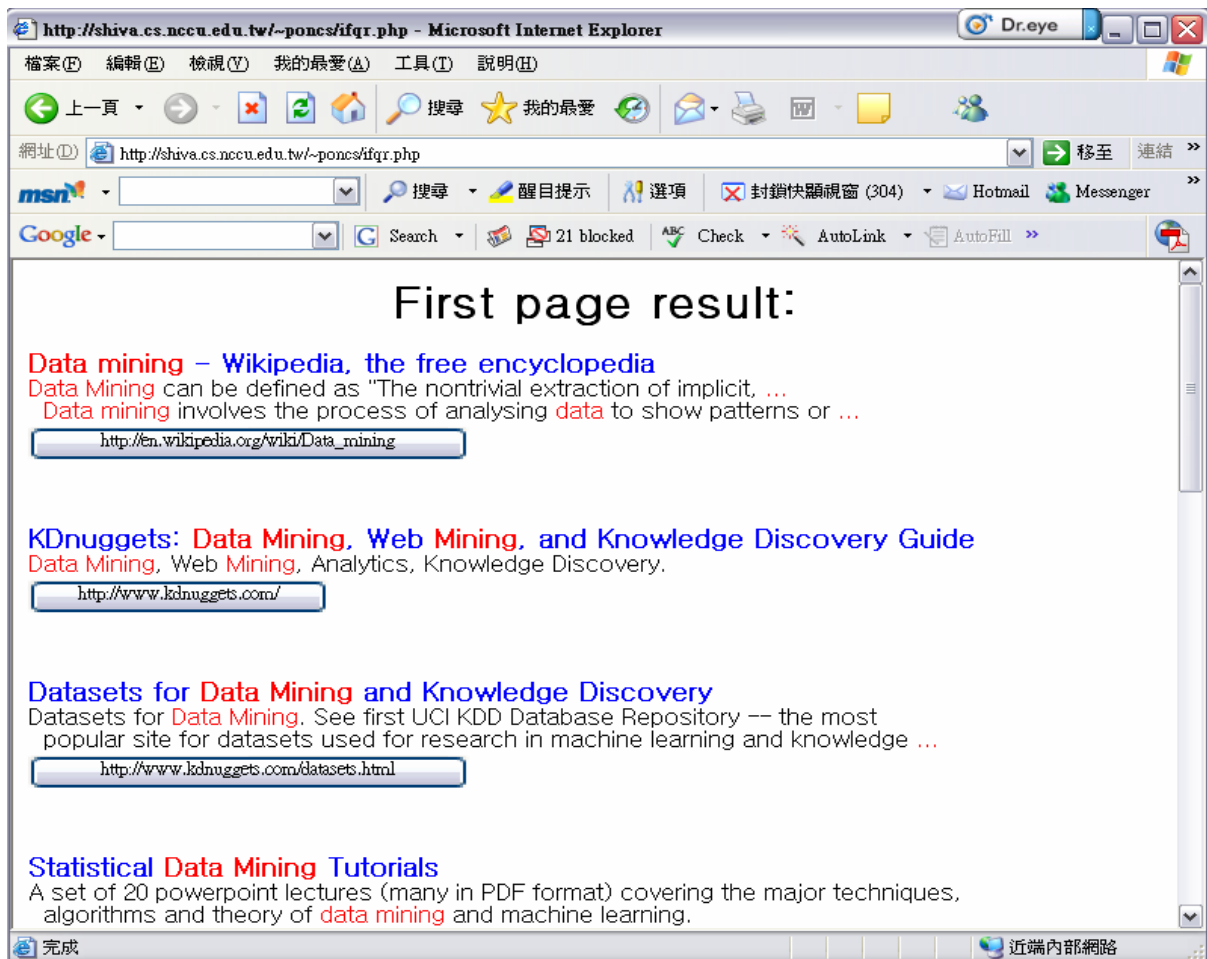 http://shiva.cs.nccu.edu.tw/~poncs/ifqr.php - Microsoft Internet Explorer
Dr.eye
檔案(F) 編輯(E) 檢視(V) 我的最愛(A) 工具(T) 說明(H)
上一頁 搜尋 我的最愛
網址(D) http://shiva.cs.nccu.edu.tw/~poncs/ifqr.php 移至 連結 »
msn 搜尋 醒目提示 選項 封鎖快顯視窗 (304) Hotmail Messenger »
Google Search 21 blocked ABC Check AutoLink AutoFill »
First page result:
Data mining - Wikipedia, the free encyclopedia
Data Mining can be defined as "The nontrivial extraction of implicit, ...
Data mining involves the process of analysing data to show patterns or ...
http://en.wikipedia.org/wiki/Data_mining
KDnuggets: Data Mining, Web Mining, and Knowledge Discovery Guide
Data Mining, Web Mining, Analytics, Knowledge Discovery.
http://www.kdnuggets.com/
Datasets for Data Mining and Knowledge Discovery
Datasets for Data Mining. See first UCI KDD Database Repository -- the most
popular site for datasets used for research in machine learning and knowledge ...
http://www.kdnuggets.com/datasets.html
Statistical Data Mining Tutorials
A set of 20 powerpoint lectures (many in PDF format) covering the major techniques,
algorithms and theory of data mining and machine learning.
完成 近端內部網路